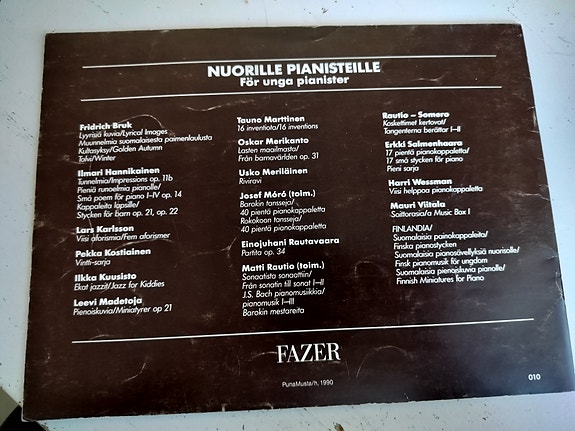 NUORILLE PIANISTEILLE
För unga pianister
Fridrich Bruk
Lyyrisiä kuvia/Lyrical Images
Muunnelmia suomalaisesta paimenlaulusta
Kultasyksy/Golden Autumn
Talvi/Winter
Ilmari Hannikainen
Tunnelmia/Impressions op. 11b
Pieniä runoelmia pianolle/
Små poem för piano I–IV op. 14
Kappaleita lapsille/
Stycken för barn op. 21, op. 22
Lars Karlsson
Viisi aforismia/Fem aforismer
Pekka Kostiainen
Vintti-sarja
Ilkka Kuusisto
Ekat jazzit/Jazz for Kiddies
Leevi Madetoja
Pienoiskuvia/Miniatyrer op 21
Tauno Marttinen
16 inventiota/16 inventions
Oskar Merikanto
Lasten maailmasta/
Från barnavärlden op. 31
Usko Meriläinen
Riviravi
Josef Móró (toim.)
Barokin tansseja/
40 pientä pianokappaletta
Rokokoon tansseja/
40 pientä pianokappaletta
Einojuhani Rautavaara
Partita op. 34
Matti Rautio (toim.)
Sonaatista sonaattiin/
Från sonatin till sonat I–II
J.S. Bach pianomusiikkia/
pianomusik I–III
Barokin mestareita
Rautio – Somero
Koskettimet kertovat/
Tangenterna berättar I–II
Erkki Salmenhaara
17 pientä pianokappaletta/
17 små stycken för piano
Pieni sarja
Harri Wessman
Viisi helppoa pianokappaletta
Mauri Viitala
Soittorasia/a Music Box I
FINLANDIA/
Suomalaisia pianokappaleita/
Finska pianostycken
Suomalaisia pianosävellyksiä nuorisolle/
Finsk pianomusik för ungdom
Suomalaisia pienoiskuvia pianolle/
Finnish Miniatures for Piano
FAZER
PunaMusta/h, 1990
010